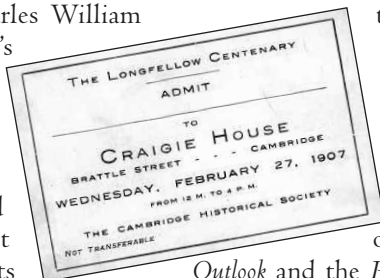 rles William
's
THE LONGFELLOW CENTENARY
ADMIT
TO
CRAIGIE HOUSE
BRATTLE STREET - - - CAMBRIDGE
WEDNESDAY, FEBRUARY 27, 1907
FROM 12 M. TO 4 P.M.
THE CAMBRIDGE HISTORICAL SOCIETY
NOT TRANSFERABLE
t
ts
Outlook and the